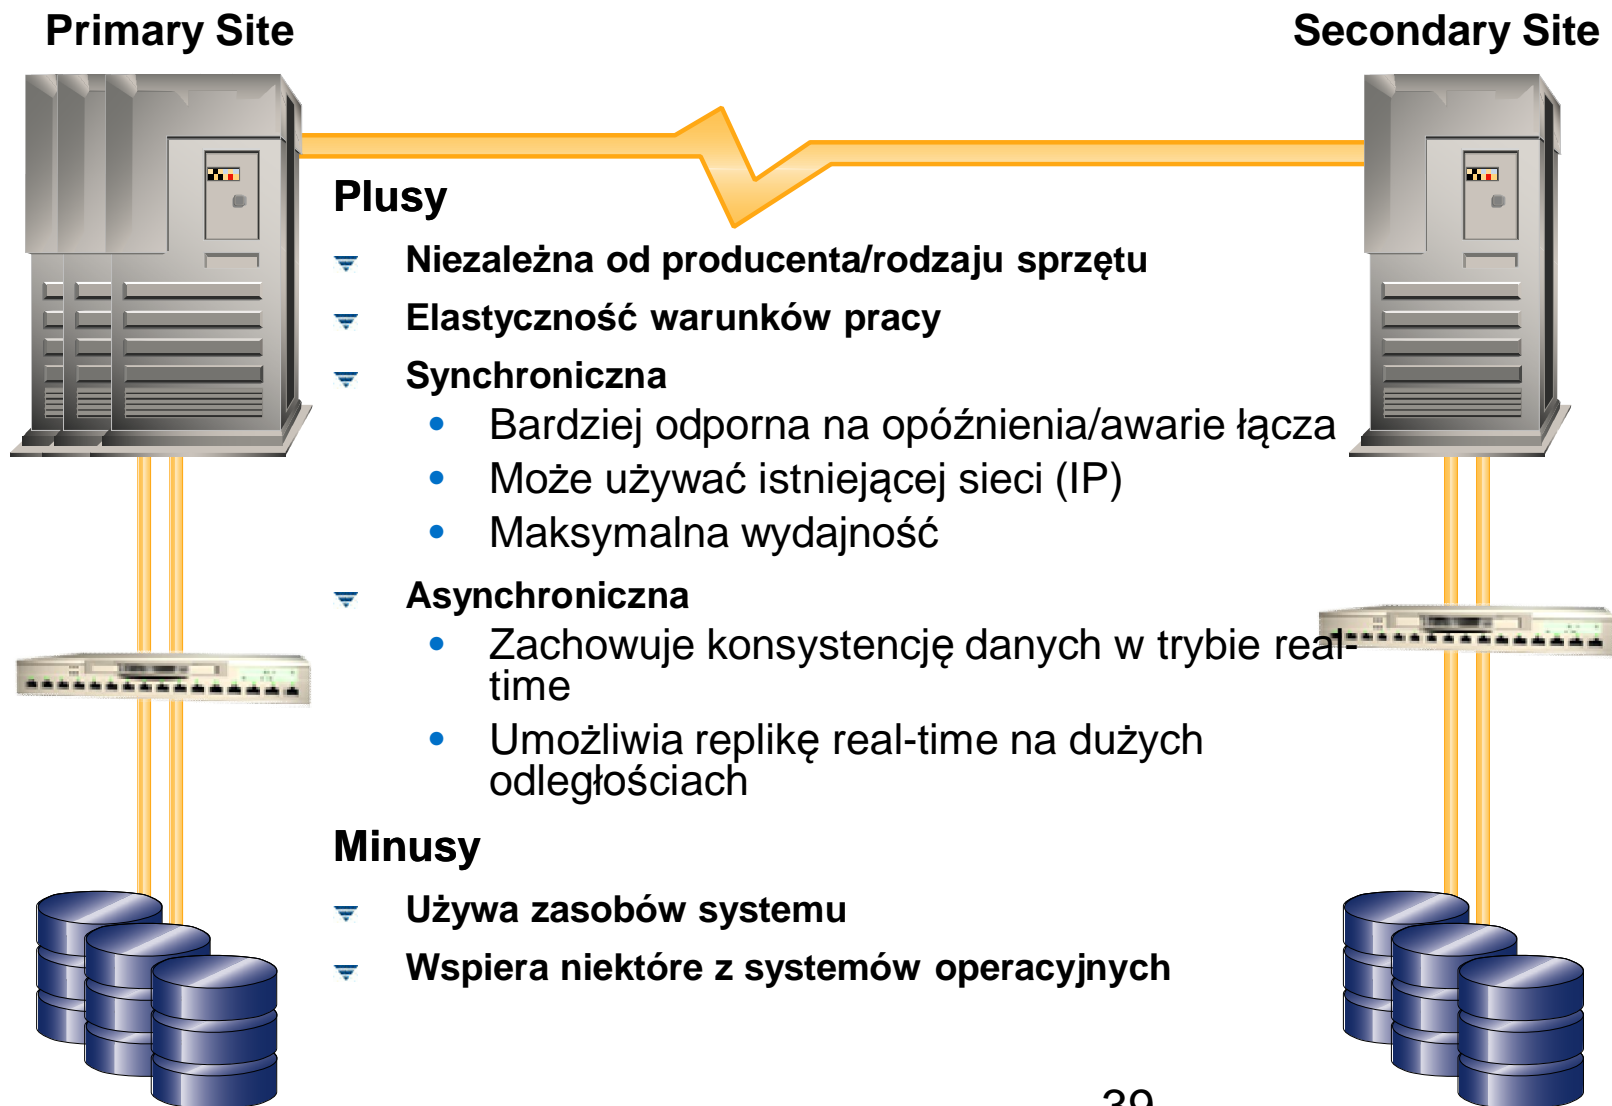 Primary Site
Secondary Site
Plusy
Niezależna od producenta/rodzaju sprzętu
Elastyczność warunków pracy
Synchroniczna
• Bardziej odporna na opóźnienia/awarie łącza
• Może używać istniejącej sieci (IP)
• Maksymalna wydajność
Asynchroniczna
• Zachowuje konsystencję danych w trybie real-
time
• Umożliwia replikę real-time na dużych
odległościach
Minusy
Używa zasobów systemu
Wspiera niektóre z systemów operacyjnych
39